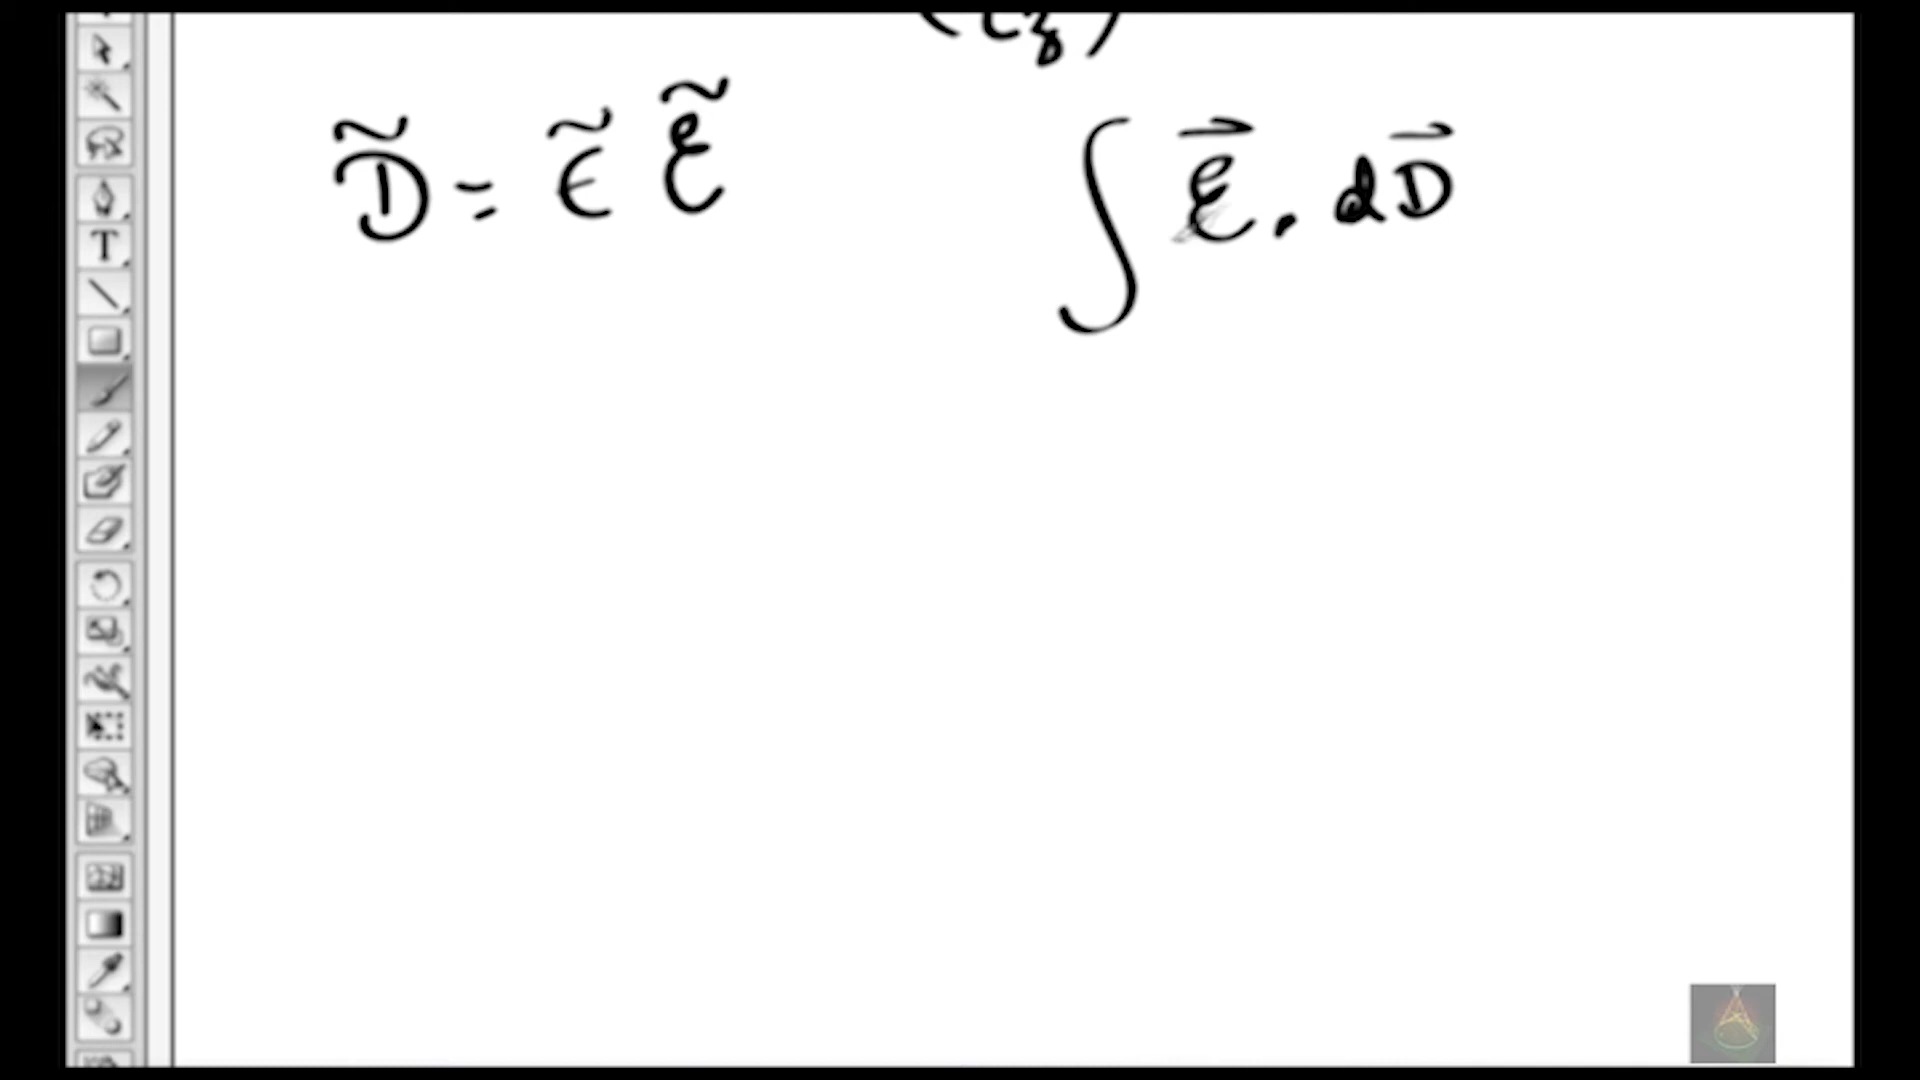 D̃ = ϵ̃ ℰ̃
∫ ℰ⃗ . dD⃗
T